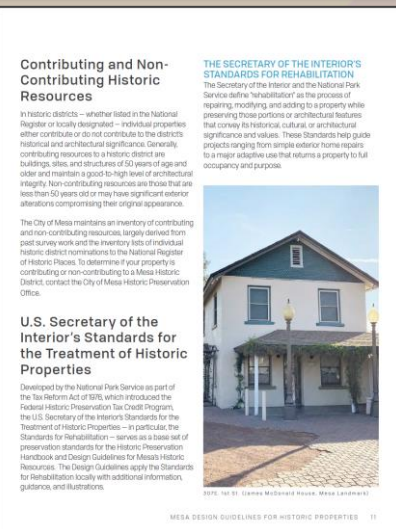 Contributing and Non-
Contributing Historic
Resources
In historic districts — whether listed in the National
Register or locally designated — individual properties
either contribute or do not contribute to the district's
historical and architectural significance. Generally,
contributing resources to a historic district are
buildings, sites, and structures of 50 years of age and
older and maintain a good-to-high level of architectural
integrity. Non-contributing resources are those that are
less than 50 years old or may have significant exterior
alterations compromising their original appearance.
The City of Mesa maintains an inventory of contributing
and non-contributing resources, largely derived from
past survey work and the inventory lists of individual
historic district nominations to the National Register
of Historic Places. To determine if your property is
contributing or non-contributing to a Mesa Historic
District, contact the City of Mesa Historic Preservation
Office.
U.S. Secretary of the
Interior's Standards for
the Treatment of Historic
Properties
Developed by the National Park Service as part of
the Tax Reform Act of 1976, which introduced the
Federal Historic Preservation Tax Credit Program,
the U.S. Secretary of the Interior's Standards for the
Treatment of Historic Properties — in particular, the
Standards for Rehabilitation — serves as a base set of
preservation standards for the Historic Preservation
Handbook and Design Guidelines for Mesa's Historic
Resources. The Design Guidelines apply the Standards
for Rehabilitation locally with additional information,
guidance, and illustrations.
THE SECRETARY OF THE INTERIOR'S
STANDARDS FOR REHABILITATION
The Secretary of the Interior and the National Park
Service define "rehabilitation" as the process of
repairing, modifying, and adding to a property while
preserving those portions or architectural features
that convey its historical, cultural, or architectural
significance and values. These Standards help guide
projects ranging from simple exterior home repairs
to a major adaptive use that returns a property to full
occupancy and purpose.
1st St. (James McDonald House, Mesa Landmark)
MESA DESIGN GUIDELINES FOR HISTORIC PROPERTIES 11